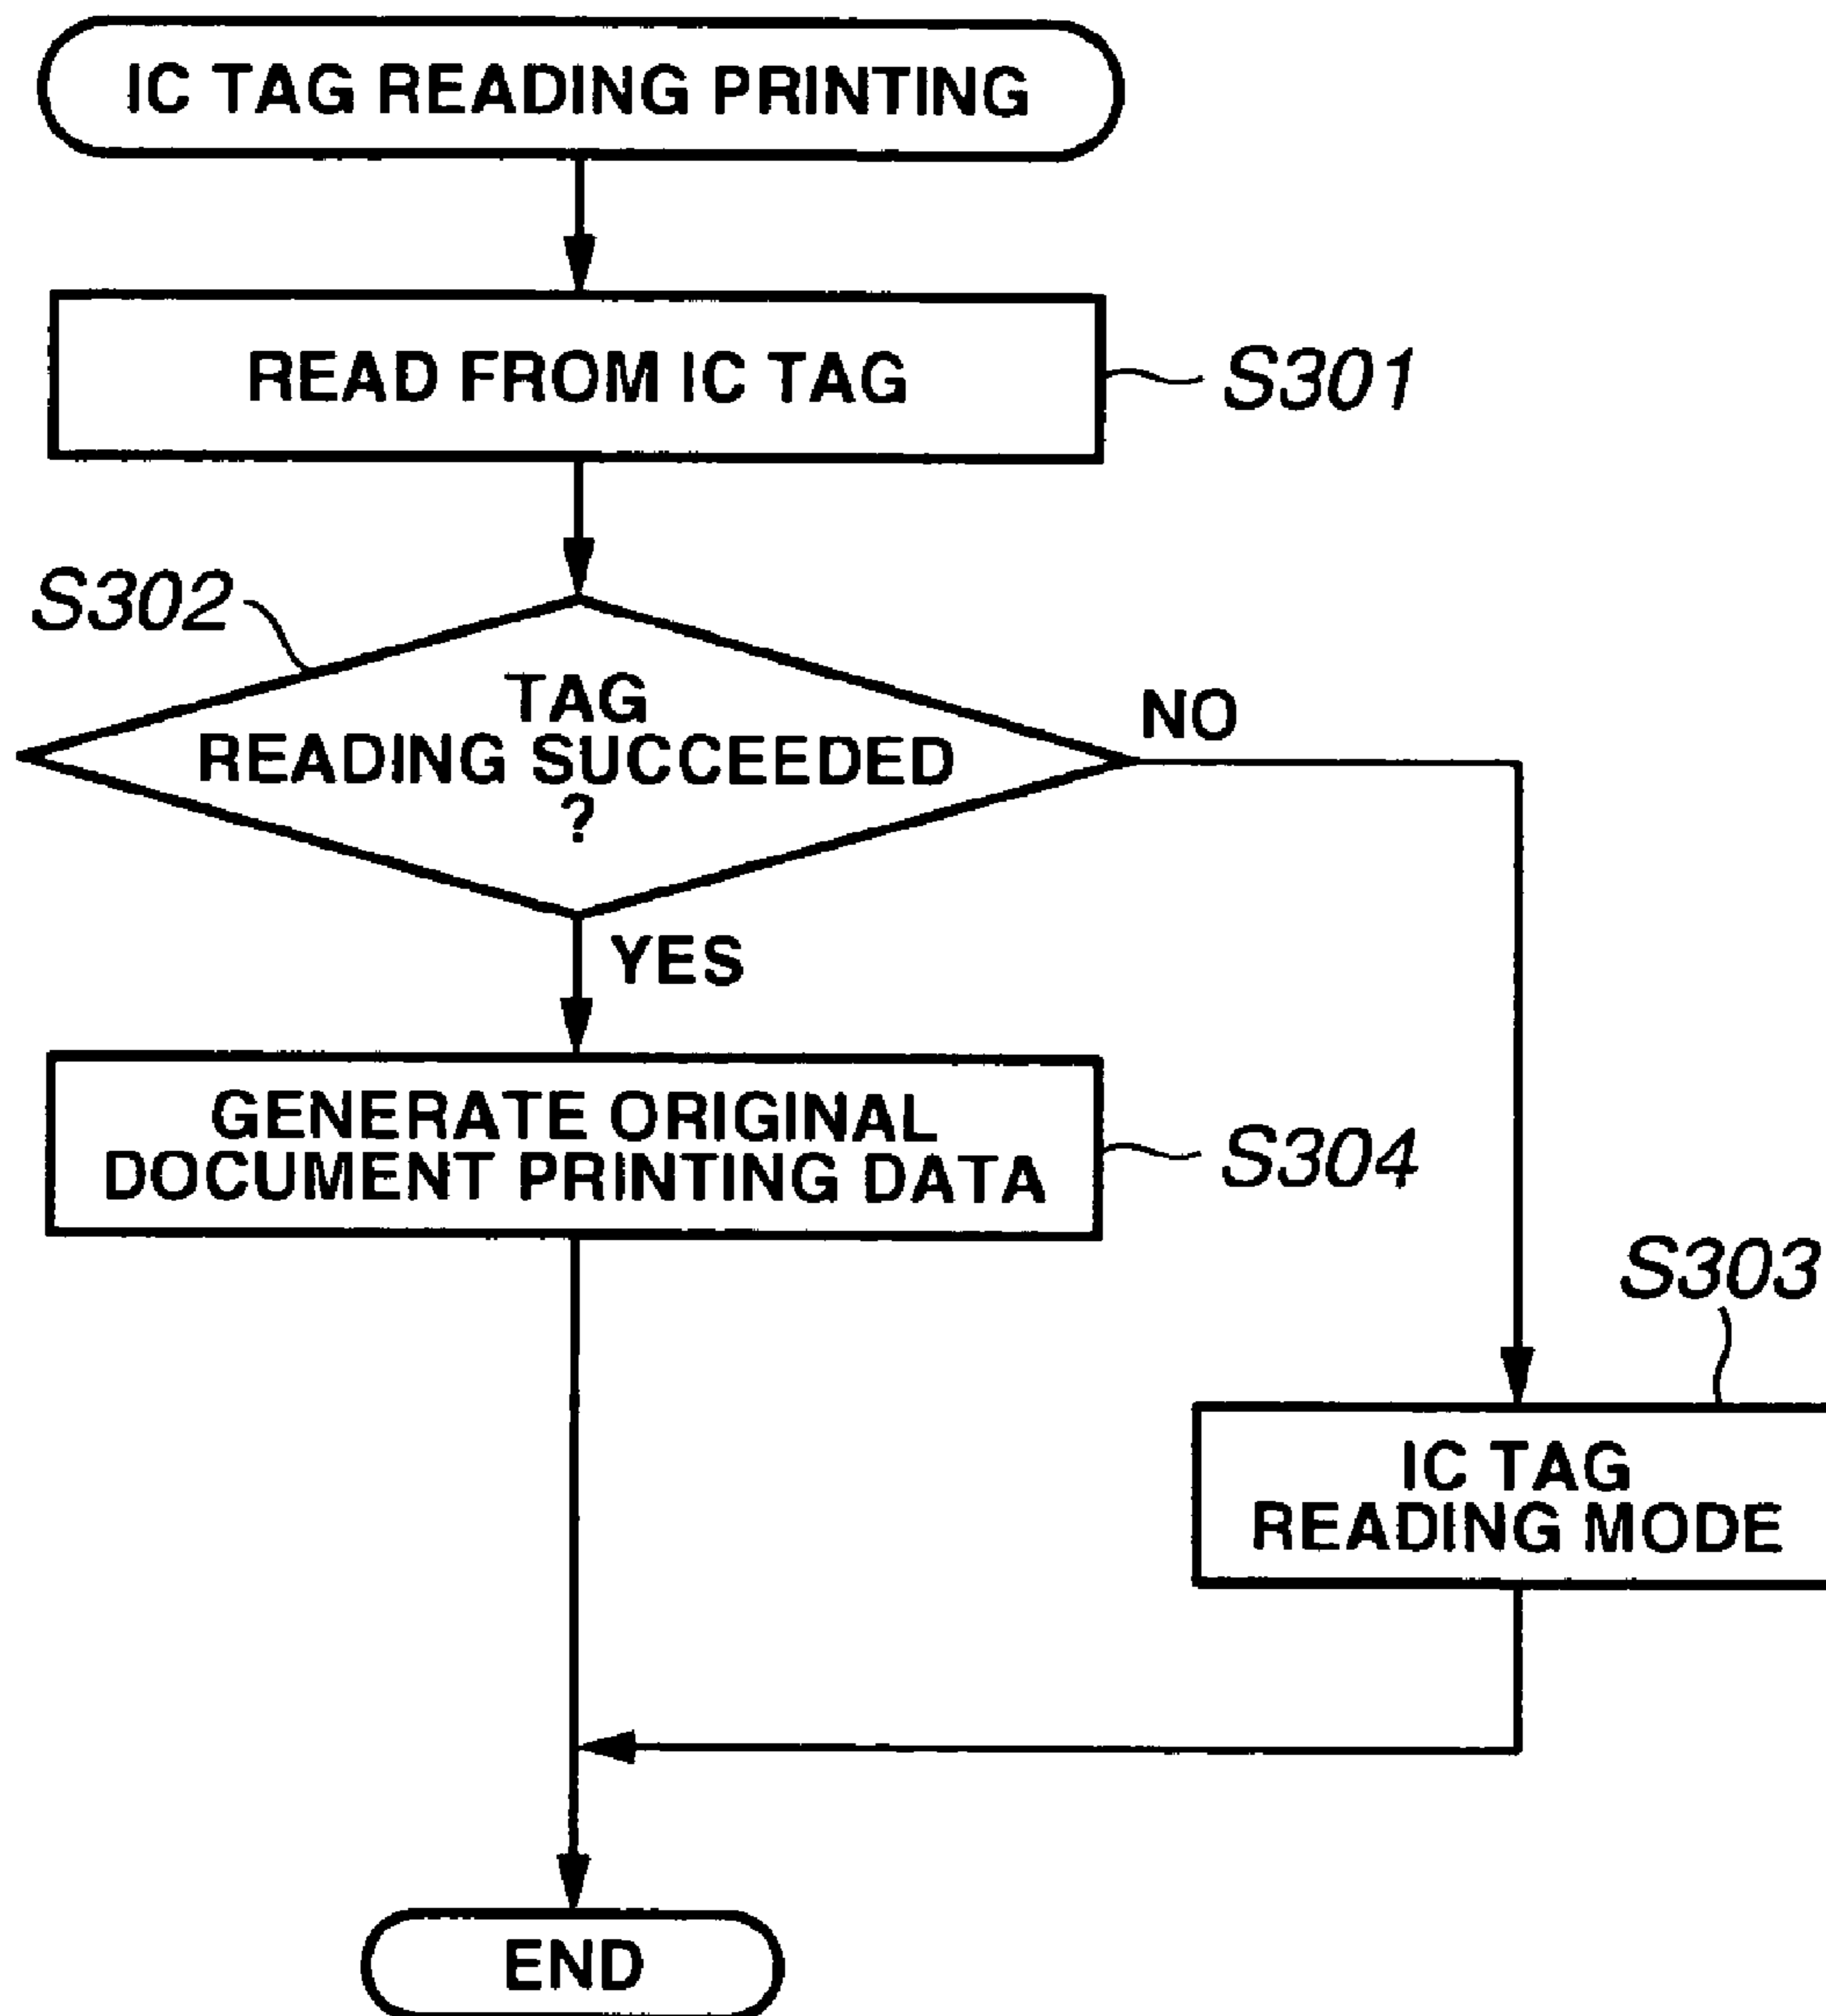 IC TAG READING PRINTING
READ FROM IC TAG
S301
S302
TAG
READING SUCCEEDED
?
NO
YES
GENERATE ORIGINAL
DOCUMENT PRINTING DATA
S304
S303
IC TAG
READING MODE
END